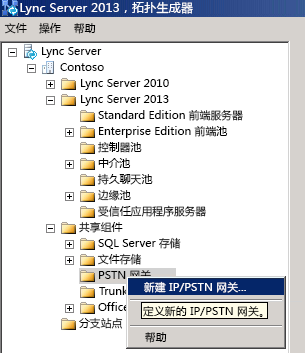 Lync Server 2013，拓扑生成器
文件 操作 帮助
Lync Server
Contoso
Lync Server 2010
Lync Server 2013
Standard Edition 前端服务器
Enterprise Edition 前端池
控制器池
中介池
持久聊天池
边缘池
受信任应用程序服务器
共享组件
SQL Server 存储
文件存储
PSTN 网关
新建 IP/PSTN 网关...
Trunk
定义新的 IP/PSTN 网关。
Office
分支站点
帮助